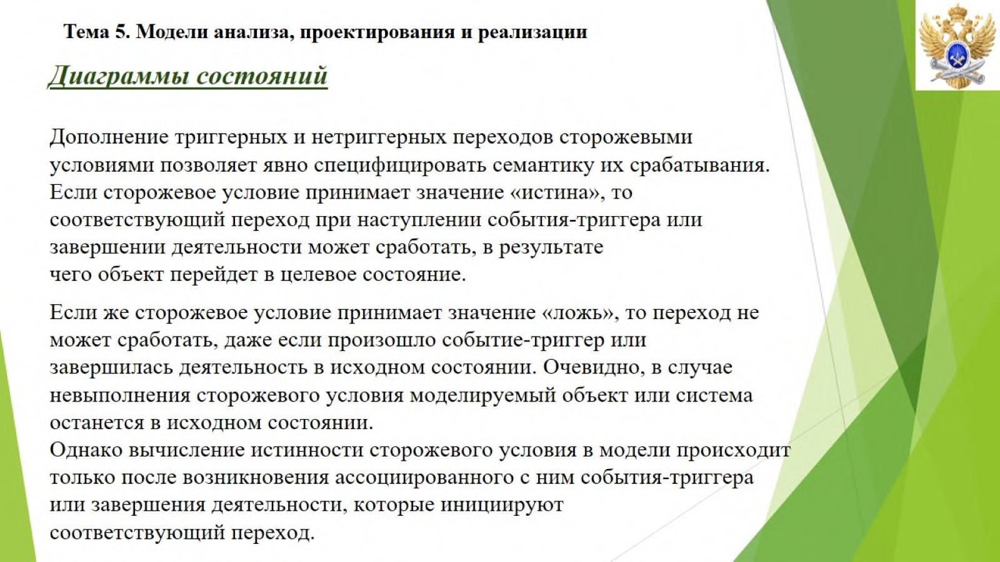 Тема 5. Модели анализа, проектирования и реализации
Диаграммы состояний
Дополнение триггерных и нетриггерных переходов сторожевыми
условиями позволяет явно специфицировать семантику их срабатывания.
Если сторожевое условие принимает значение «истина», то
соответствующий переход при наступлении события-триггера или
завершении деятельности может сработать, в результате
чего объект перейдет в целевое состояние.
Если же сторожевое условие принимает значение «ложь», то переход не
может сработать, даже если произошло событие-триггер или
завершилась деятельность в исходном состоянии. Очевидно, в случае
невыполнения сторожевого условия моделируемый объект или система
останется в исходном состоянии.
Однако вычисление истинности сторожевого условия в модели происходит
только после возникновения ассоциированного с ним события-триггера
или завершения деятельности, которые инициируют
соответствующий переход.